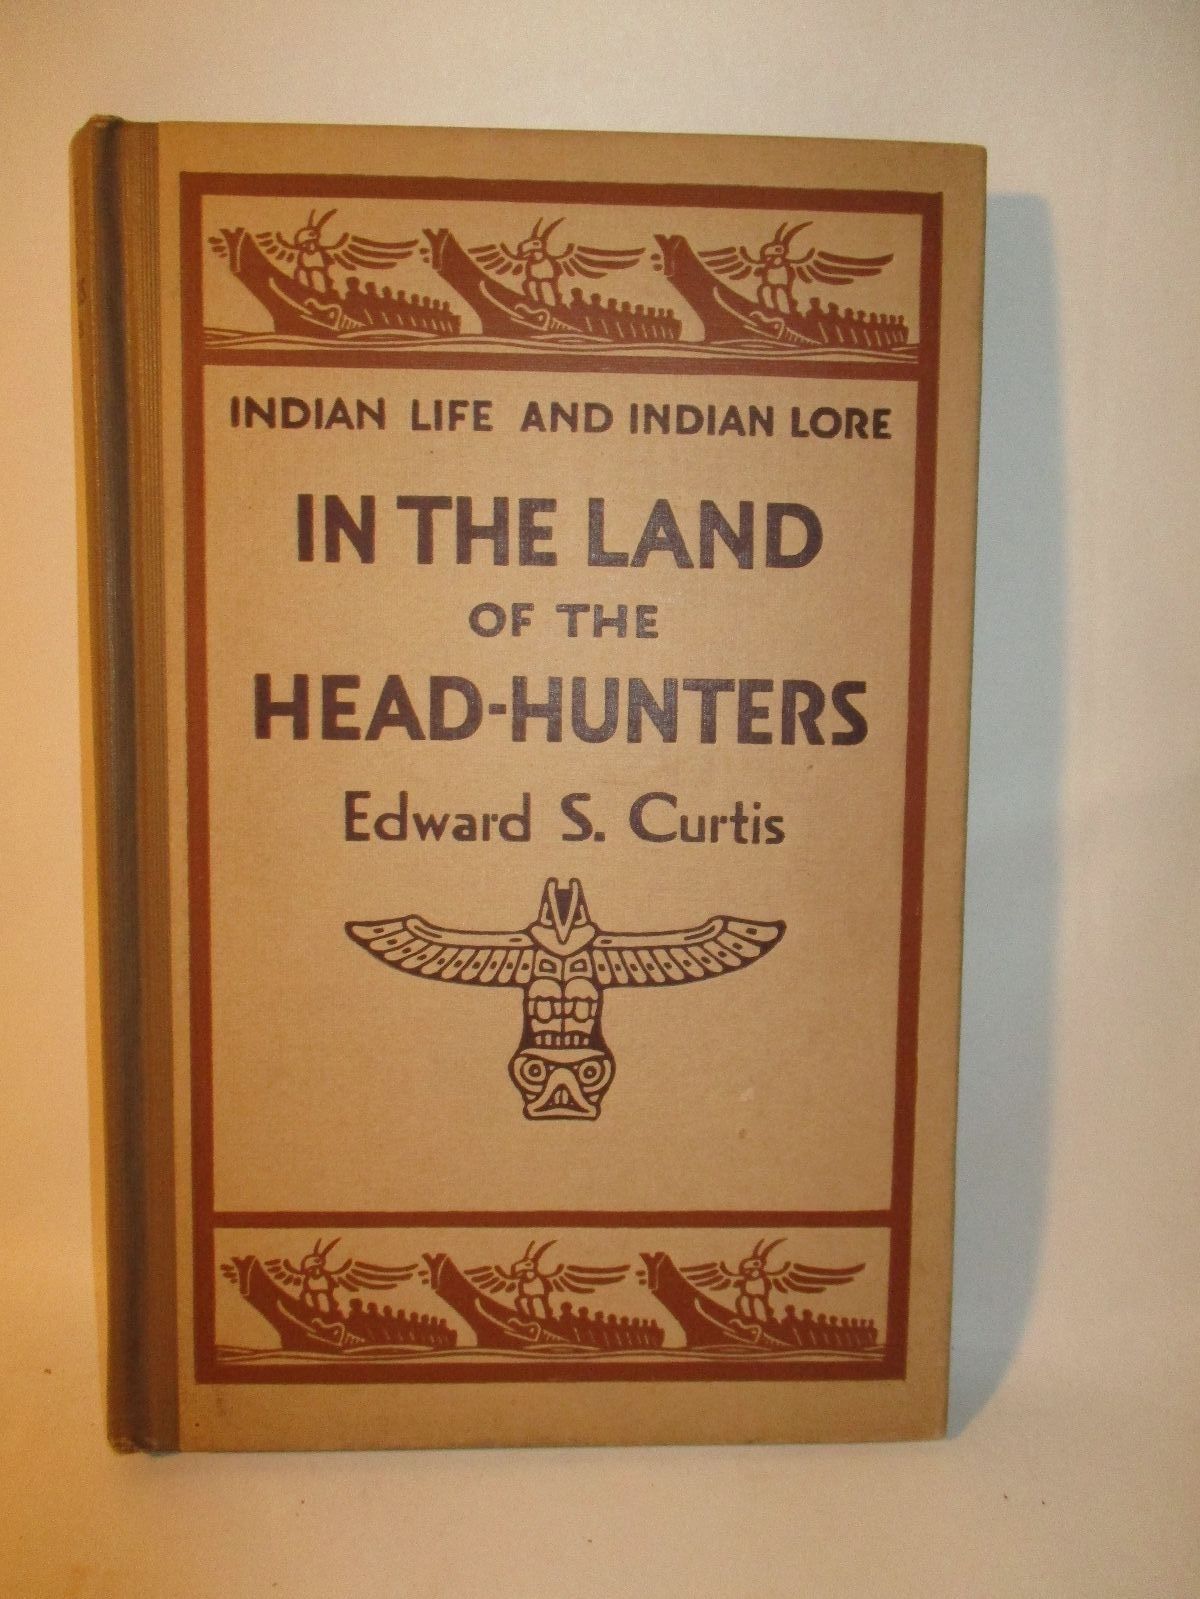 INDIAN LIFE AND INDIAN LORE
IN THE LAND
OF THE
HEAD-HUNTERS
Edward S. Curtis